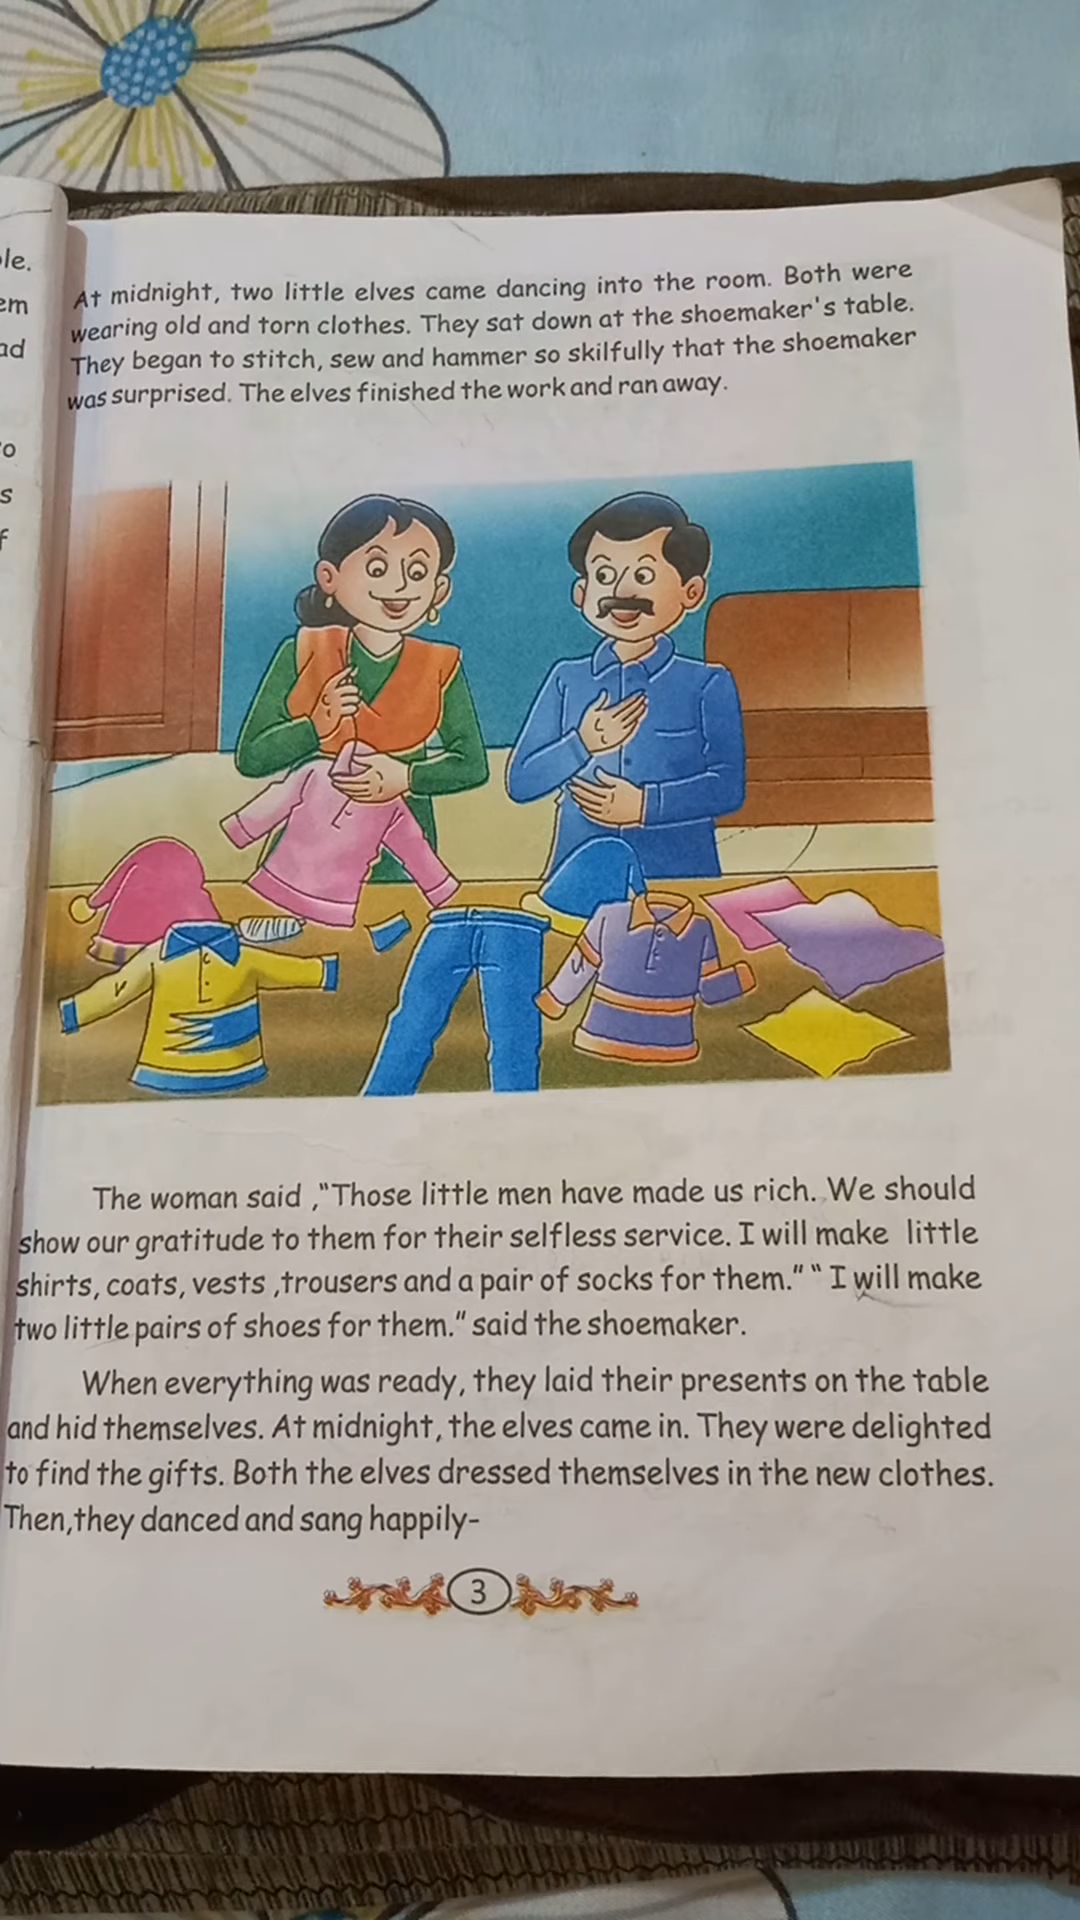 le.
em
ad
o
s
f
At midnight, two little elves came dancing into the room. Both were
wearing old and torn clothes. They sat down at the shoemaker's table.
They began to stitch, sew and hammer so skilfully that the shoemaker
was surprised. The elves finished the work and ran away.
The woman said ,"Those little men have made us rich. We should
show our gratitude to them for their selfless service. I will make little
shirts, coats, vests ,trousers and a pair of socks for them." " I will make
two little pairs of shoes for them." said the shoemaker.
When everything was ready, they laid their presents on the table
and hid themselves. At midnight, the elves came in. They were delighted
to find the gifts. Both the elves dressed themselves in the new clothes.
Then,they danced and sang happily-
3